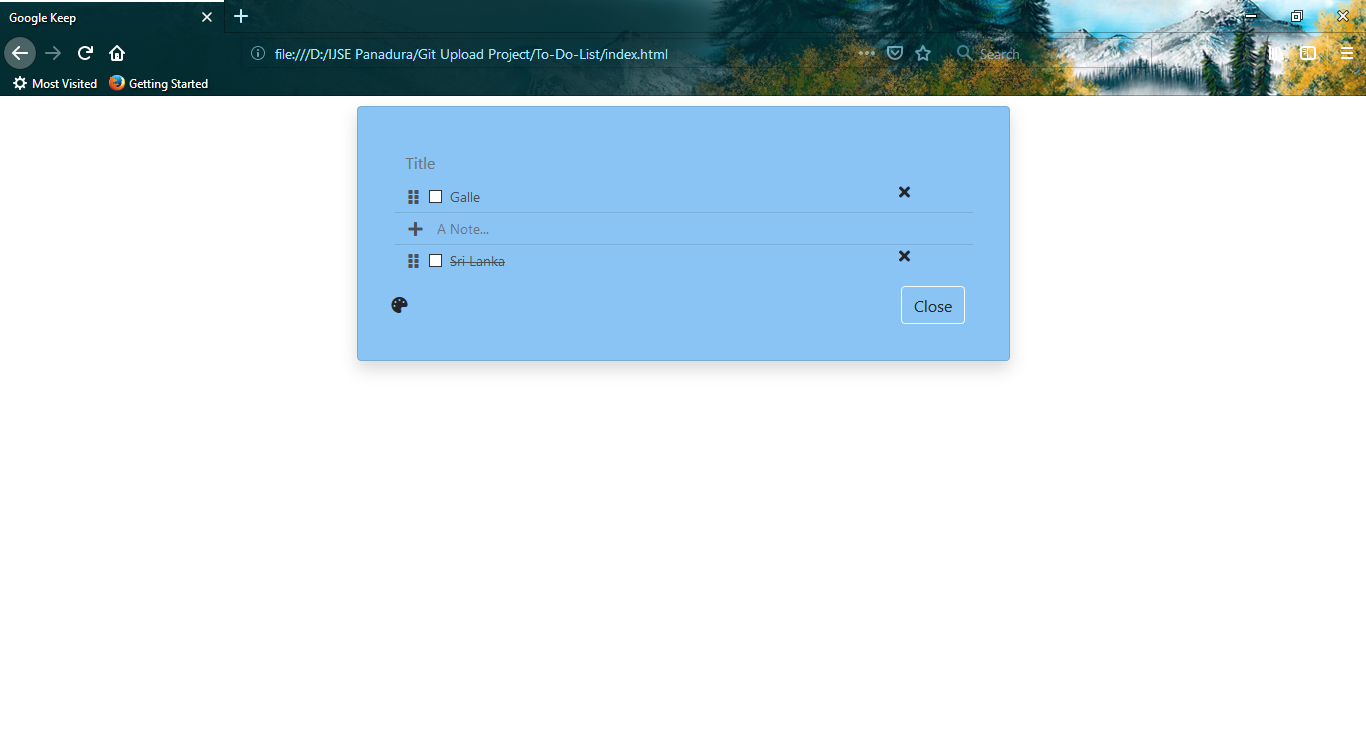 Google Keep
file:///D:/IJSE Panadura/Git Upload Project/To-Do-List/index.html
Search
Most Visited
Getting Started
Title
Galle
A Note...
Sri Lanka
Close